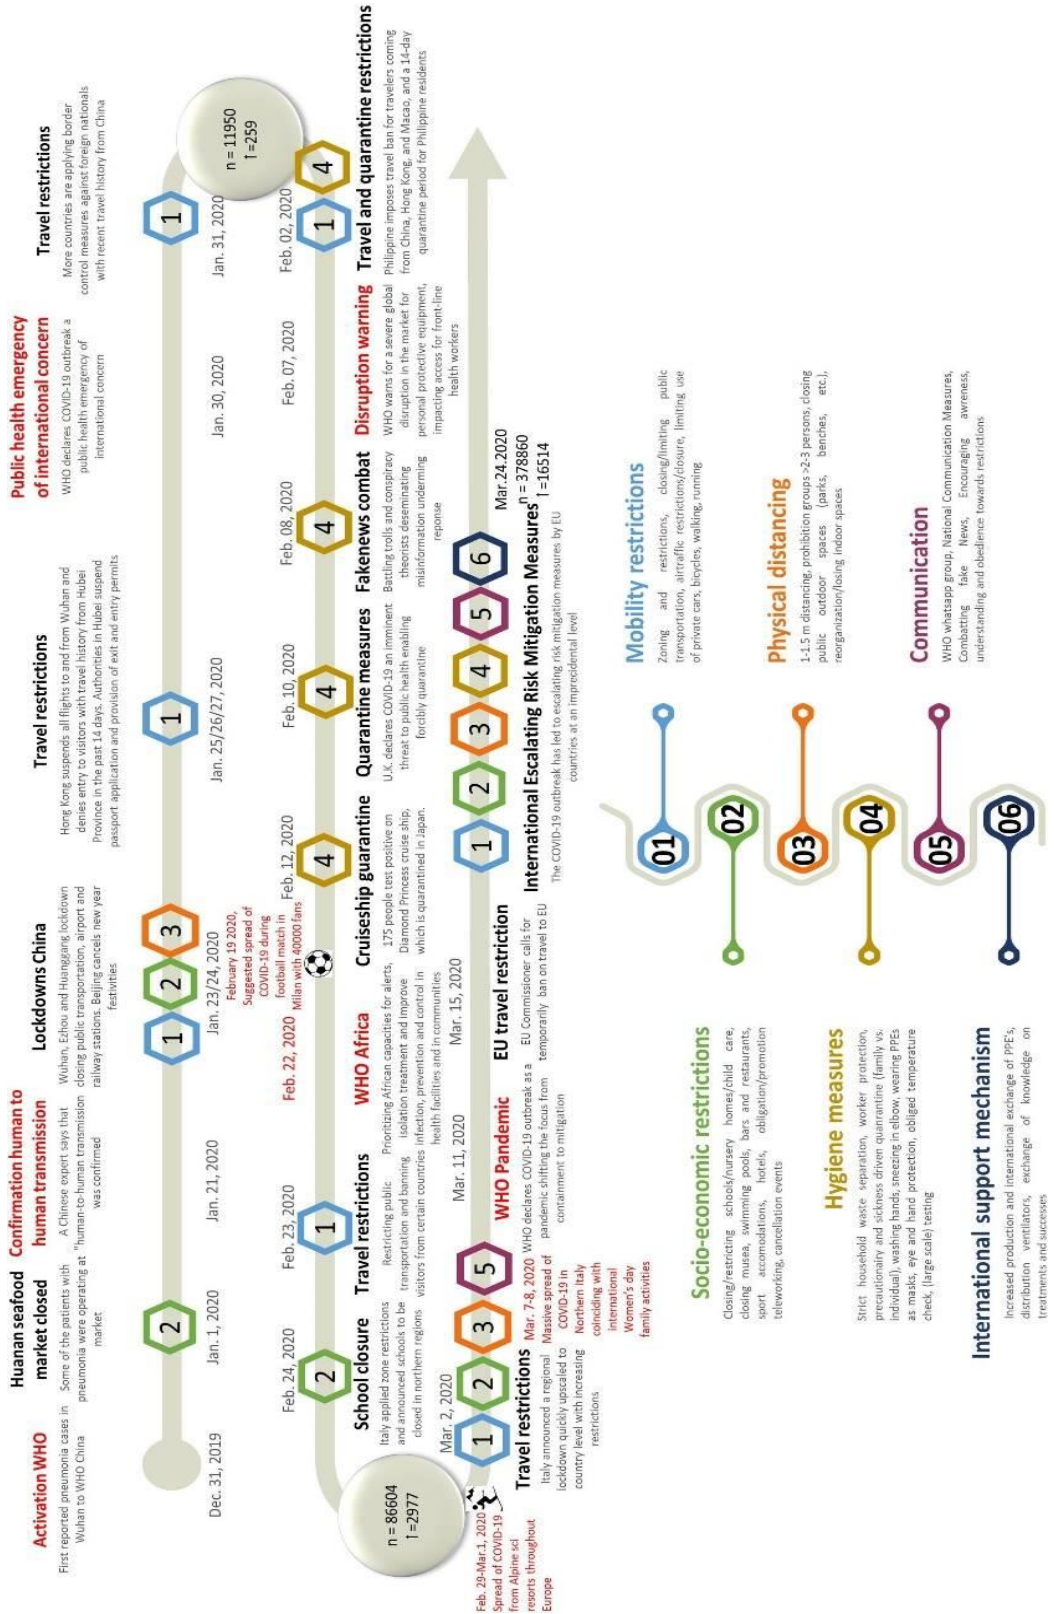 Activation WHO
First reported pneumonia cases in
Wuhan to WHO China
Dec. 31, 2019
Huanan seafood
market closed
Some of the patients with
pneumonia were operating at
market
2
Jan. 1, 2020
Confirmation human to
human transmission
A Chinese expert says that
"human-to-human transmission
was confirmed
Jan. 21, 2020
Lockdowns China
Wuhan, Ezhou and Huanggang lockdown
closing public transportation, airport and
railway stations. Beijing cancels new year
festivities
1
2
3
Jan. 23/24, 2020
Travel restrictions
Hong Kong suspends all flights to and from Wuhan and
denies entry to visitors with travel history from Hubei
Province in the past 14 days. Authorities in Hubei suspend
passport application and provision of exit and entry permits
1
Jan. 25/26/27, 2020
Public health emergency
of international concern
WHO declares COVID-19 outbreak a
public health emergency of
international concern
Jan. 30, 2020
Travel restrictions
More countries are applying border
control measures against foreign nationals
with recent travel history from China
1
Jan. 31, 2020
n = 11950
↑=259
Feb. 24, 2020
2
School closure
Italy applied zone restrictions
and announced schools to be
closed in northern regions
Feb. 23, 2020
1
Travel restrictions
Restricting public
transportation and banning
visitors from certain countries
February 19 2020,
Suggested spread of
COVID-19 during
football match in
Milan with 40000 fans
Feb. 22, 2020
WHO Africa
Prioritizing African capacities for alerts,
isolation treatment and improve
infection, prevention and control in
health facilities and in communities
Feb. 12, 2020
4
Cruiseship quarantine
175 people test positive on
Diamond Princess cruise ship,
which is quarantined in Japan.
Feb. 10, 2020
4
Quarantine measures
U.K. declares COVID-19 an imminent
threat to public health enabling
forcibly quarantine
Feb. 08, 2020
4
Fakenews combat
Battling trolls and conspiracy
theorists deseminating
misinformation underming
reponse
Feb. 07, 2020
Disruption warning
WHO warns for a severe global
disruption in the market for
personal protective equipment,
impacting access for front-line
health workers
Feb. 02, 2020
1
4
Travel and quarantine restrictions
Philippine imposes travel ban for travelers coming
from China, Hong Kong, and Macao, and a 14-day
quarantine period for Philippine residents
n = 86604
↑=2977
Feb. 29-Mar.1, 2020
Spread of COVID-19
from Alpine sci
resorts throughout
Europe
Mar. 2, 2020
1
2
3
5
Travel restrictions
Italy announced a regional
lockdown quickly upscaled to
country level with increasing
restrictions
Mar. 7-8, 2020
Massive spread of
COVID-19 in
Northern Italy
coinciding with
international
Women's day
family activities
Mar. 11, 2020
WHO Pandemic
WHO declares COVID-19 outbreak as a
pandemic shifting the focus from
containment to mitigation
Mar. 15, 2020
EU travel restriction
EU Commissioner calls for
temporarily ban on travel to EU
1
2
3
4
5
6
Mar.24.2020
n = 378860
↑=16514
International Escalating Risk Mitigation Measures
The COVID-19 outbreak has led to escalating risk mitigation measures by EU
countries at an imprecidental level
01
Mobility restrictions
Zoning and restrictions, closing/limiting public
transportation, airtraffic restrictions/closure, limiting use
of private cars, bicycles, walking, running
Socio-economic restrictions
Closing/restricting schools/nursery homes/child care,
closing musea, swimming pools, bars and restaurants,
sport accomodations, hotels, obligation/promotion
teleworking, cancellation events
02
03
Physical distancing
1-1.5 m distancing, prohibition groups >2-3 persons, closing
public outdoor spaces (parks, benches, etc.),
reorganization/losing indoor spaces
Hygiene measures
Strict household waste separation, worker protection,
precautionairy and sickness driven quanrantine (family vs.
individual), washing hands, sneezing in elbow, wearing PPEs
as masks, eye and hand protection, obliged temperature
check, (large scale) testing
04
05
Communication
WHO whatsapp group, National Communication Measures,
Combatting fake News, Encouraging awreness,
understanding and obedience towards restrictions
International support mechanism
Increased production and international exchange of PPE's,
distribution ventilators, exchange of knowledge on
treatments and successes
06